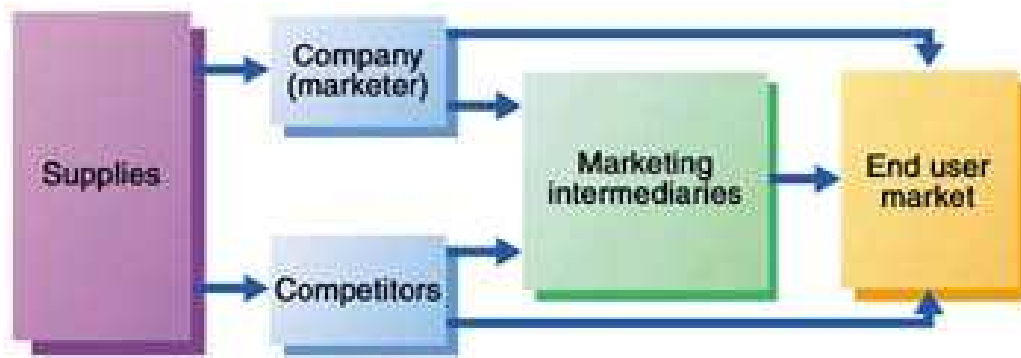 Supplies
Company
(marketer)
Competitors
Marketing
intermediaries
End user
market